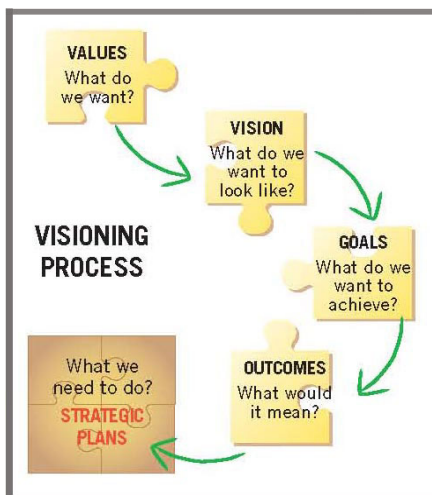 VALUES
What do
we want?
VISION
What do we
want to
look like?
VISIONING
PROCESS
GOALS
What do we
want to
achieve?
OUTCOMES
What would
it mean?
What we
need to do?
STRATEGIC
PLANS